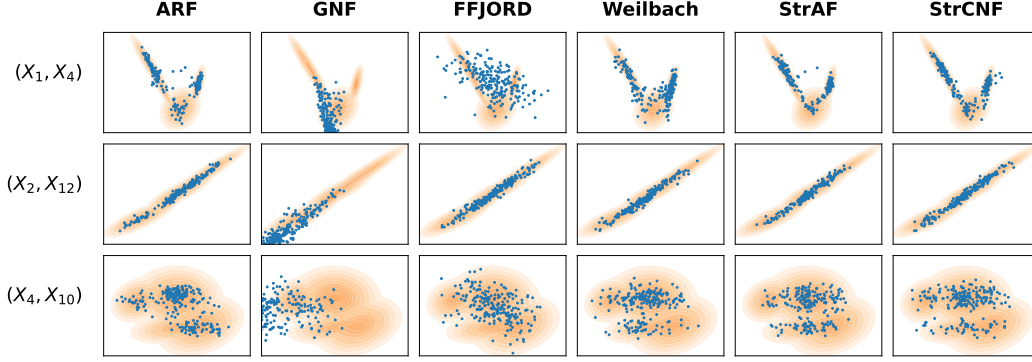 ARF GNF FFJORD Weilbach StrAF StrCNF
(X₁, X₄)
(X₂, X₁₂)
(X₄, X₁₀)